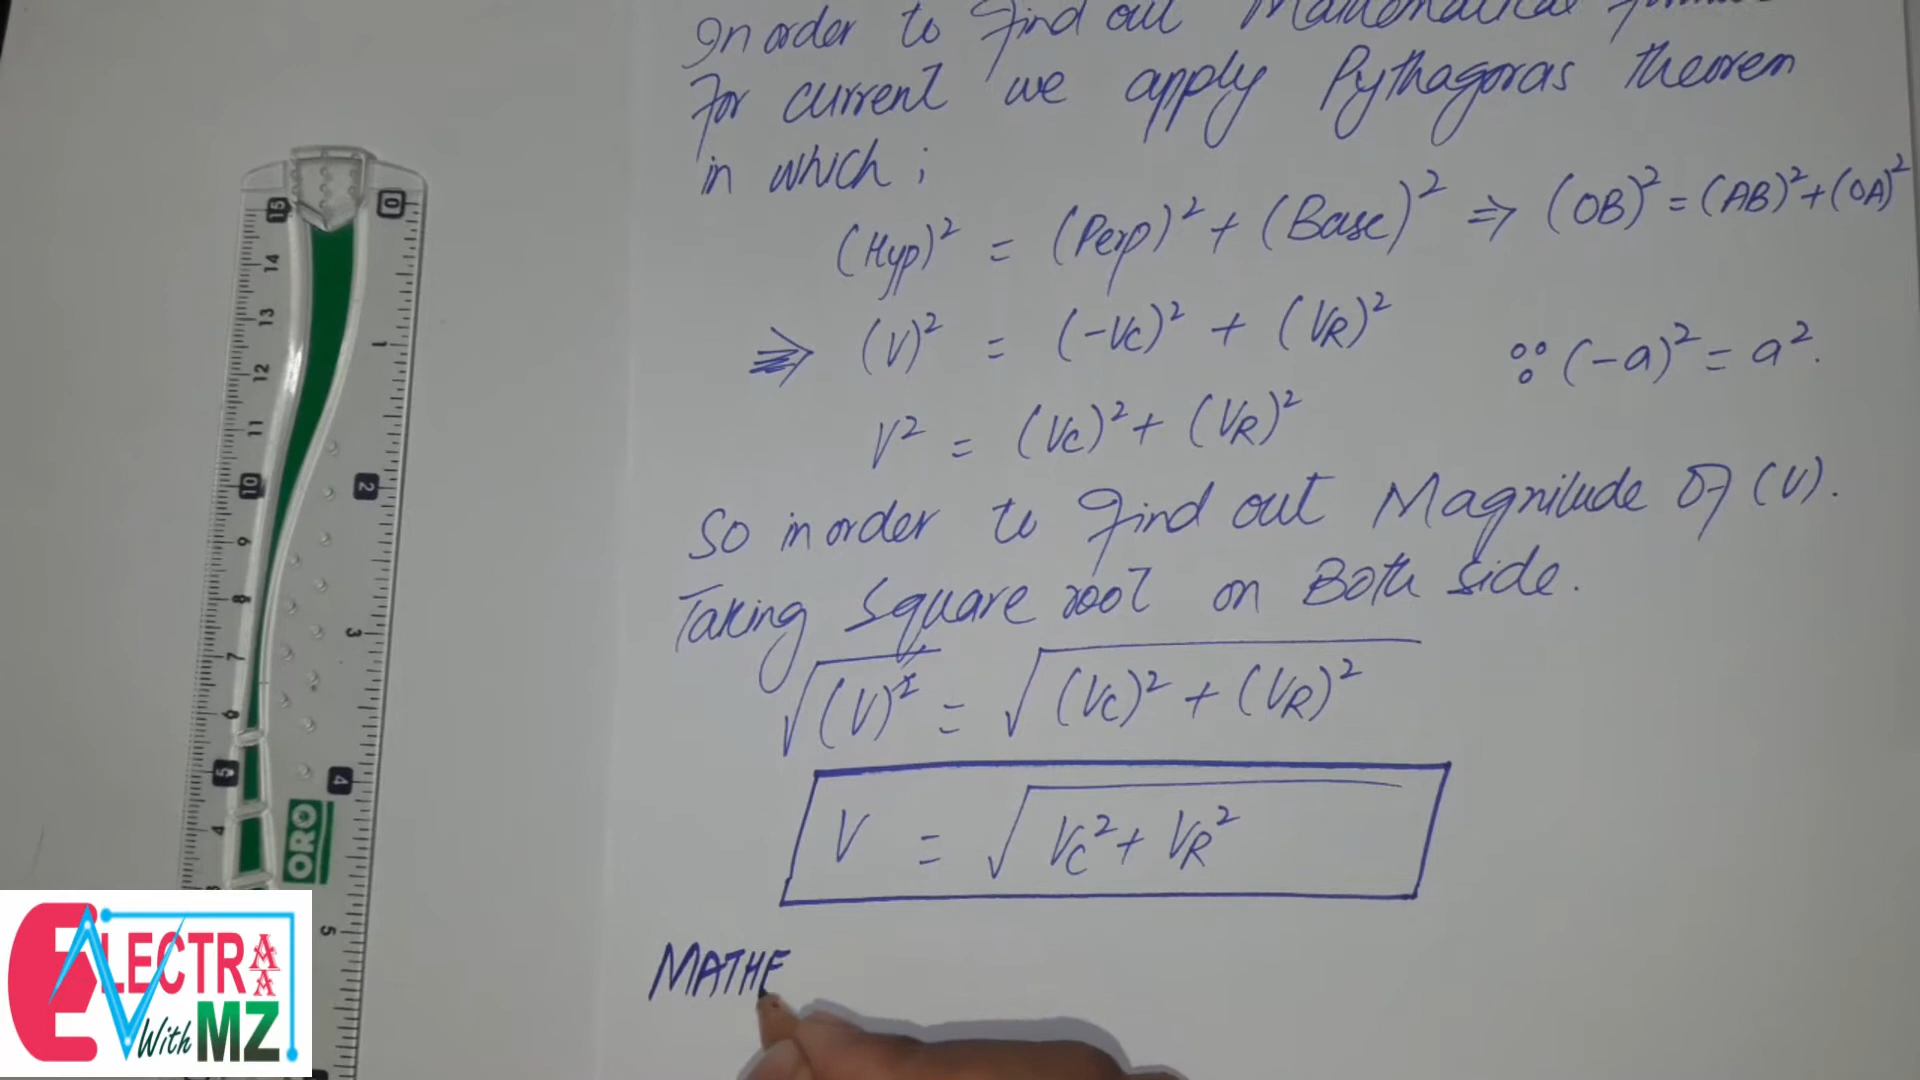 In order to find out Mathematical
For current we apply Pythagoras theorem
in which ;
(Hyp)² = (Perp)² + (Base)² ⇒ (OB)² = (AB)² + (OA)²
⇒ (V)² = (-VC)² + (VR)² ∵ (-a)² = a².
V² = (VC)² + (VR)²
So in order to find out Magnitude Of (V).
Taking Square root on Both side.
√(V)² = √(VC)² + (VR)²
V = √VC² + VR²
MATHE
15 14 13 12 11 10 9 8 7 6 5 4
0 1 2 3 4 5
ORO
ELECTRA
With MZ